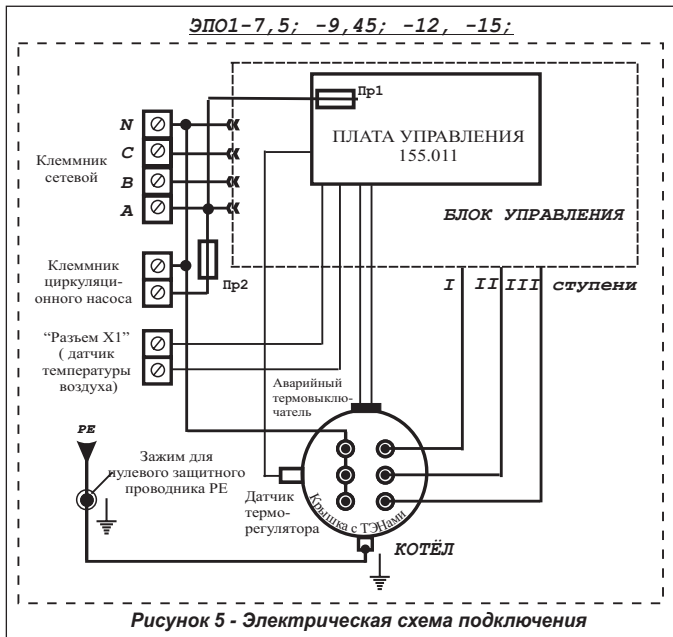 ЭПО1-7,5; -9,45; -12, -15;
Пр1
ПЛАТА УПРАВЛЕНИЯ
155.011
N
C
B
A
Клеммник
сетевой
БЛОК УПРАВЛЕНИЯ
Клеммник
циркуляци-
онного насоса
Пр2
I II III ступени
“Разъем X1”
( датчик
температуры
воздуха)
Аварийный
термовыклю-
чатель
PE
Зажим для
нулевого защитного
проводника PE
Датчик
термо-
регулятора
Крышка с ТЭНами
КОТЁЛ
Рисунок 5 - Электрическая схема подключения